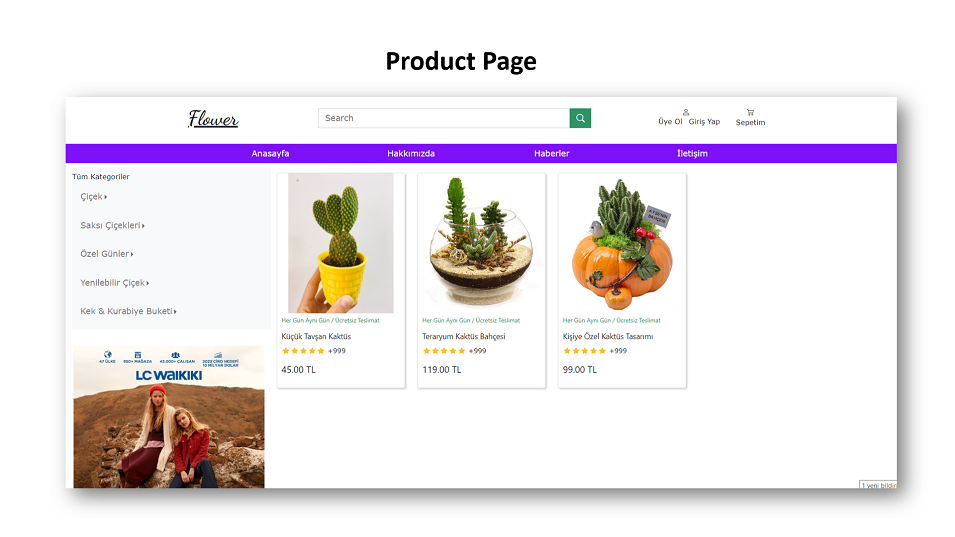 Product Page
Flower
Search
Üye Ol Giriş Yap
Sepetim
Anasayfa
Hakkımızda
Haberler
İletişim
Tüm Kategoriler
Çiçek
Saksı Çiçekleri
Özel Günler
Yenilebilir Çiçek
Kek & Kurabiye Buketi
47 ÜLKE
43.000+ ÇALIŞAN
2023 CİRO HEDEFİ
10 MİLYAR DOLAR
LC WAIKIKI
Her Gün Aynı Gün / Ücretsiz Teslimat
Küçük Tavşan Kaktüs
+999
45.00 TL
Her Gün Aynı Gün / Ücretsiz Teslimat
Teraryum Kaktüs Bahçesi
+999
119.00 TL
Her Gün Aynı Gün / Ücretsiz Teslimat
Kişiye Özel Kaktüs Tasarımı
+999
99.00 TL
1 yeni bildir